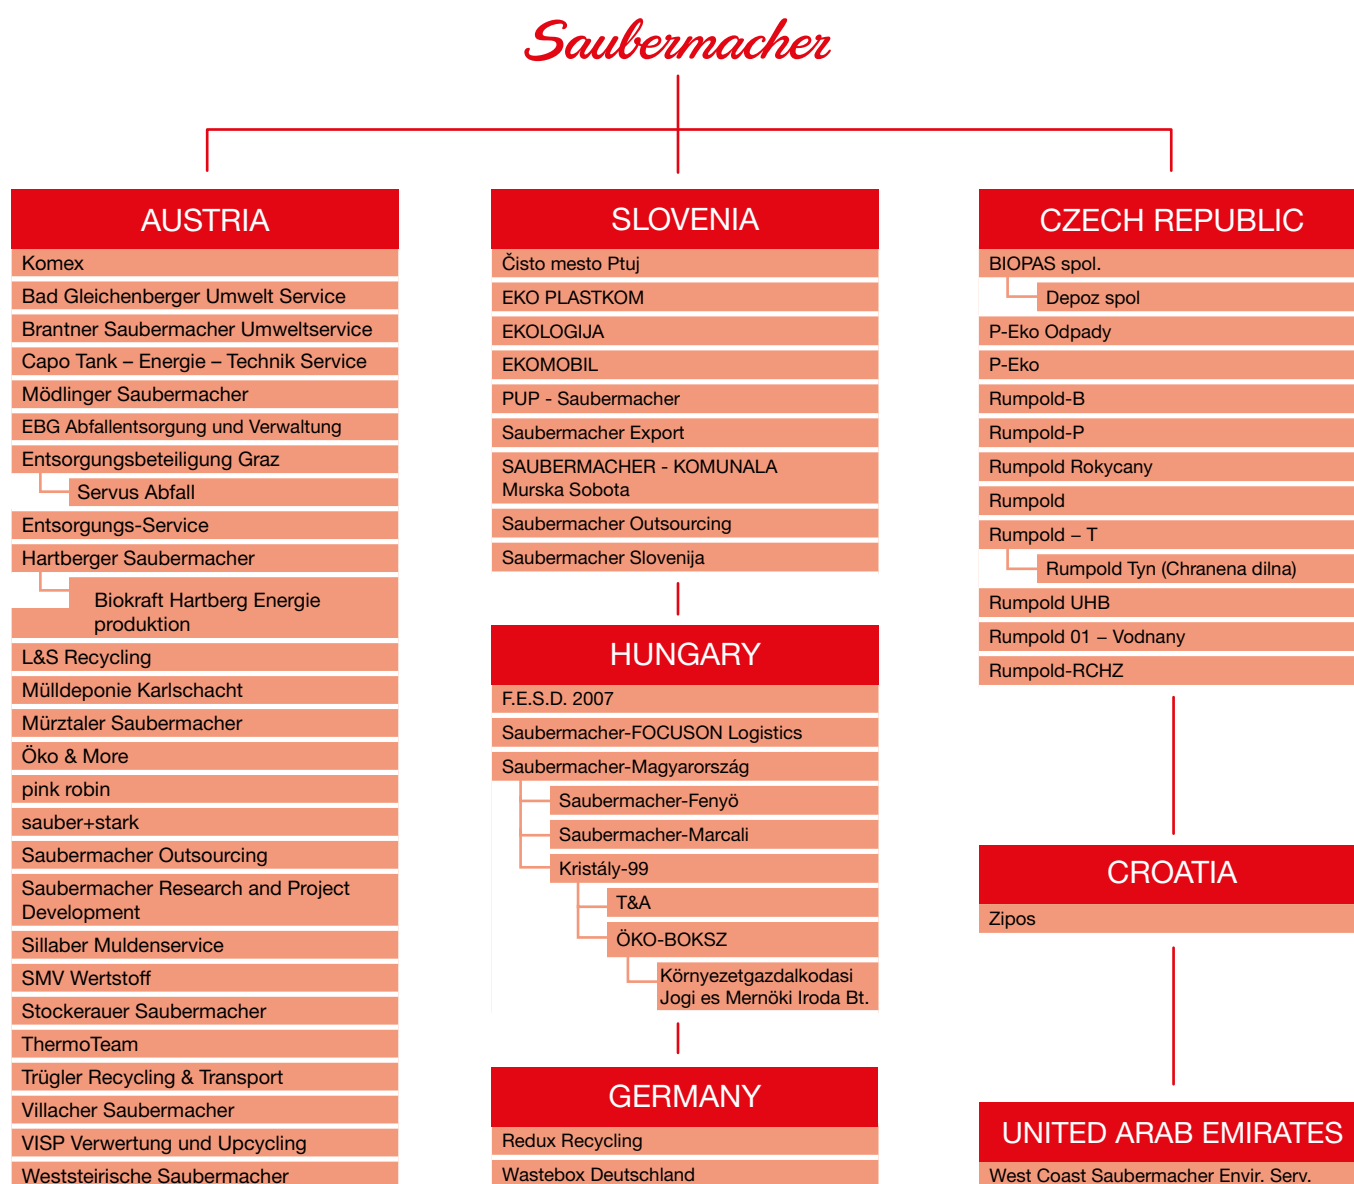 Saubermacher
AUSTRIA
Komex
Bad Gleichenberger Umwelt Service
Brantner Saubermacher Umweltservice
Capo Tank – Energie – Technik Service
Mödlinger Saubermacher
EBG Abfallentsorgung und Verwaltung
Entsorgungsbeteiligung Graz
Servus Abfall
Entsorgungs-Service
Hartberger Saubermacher
Biokraft Hartberg Energie
produktion
L&S Recycling
Mülldeponie Karlschacht
Mürztaler Saubermacher
Öko & More
pink robin
sauber+stark
Saubermacher Outsourcing
Saubermacher Research and Project
Development
Sillaber Muldenservice
SMV Wertstoff
Stockerauer Saubermacher
ThermoTeam
Trügler Recycling & Transport
Villacher Saubermacher
VISP Verwertung und Upcycling
Weststeirische Saubermacher
SLOVENIA
Čisto mesto Ptuj
EKO PLASTKOM
EKOLOGIJA
EKOMOBIL
PUP - Saubermacher
Saubermacher Export
SAUBERMACHER - KOMUNALA
Murska Sobota
Saubermacher Outsourcing
Saubermacher Slovenija
HUNGARY
F.E.S.D. 2007
Saubermacher-FOCUSON Logistics
Saubermacher-Magyarország
Saubermacher-Fenyö
Saubermacher-Marcali
Kristály-99
T&A
ÖKO-BOKSZ
Környezetgazdalkodasi
Jogi es Mernöki Iroda Bt.
GERMANY
Redux Recycling
Wastebox Deutschland
CZECH REPUBLIC
BIOPAS spol.
Depoz spol
P-Eko Odpady
P-Eko
Rumpold-B
Rumpold-P
Rumpold Rokycany
Rumpold
Rumpold – T
Rumpold Tyn (Chranena dilna)
Rumpold UHB
Rumpold 01 – Vodnany
Rumpold-RCHZ
CROATIA
Zipos
UNITED ARAB EMIRATES
West Coast Saubermacher Envir. Serv.